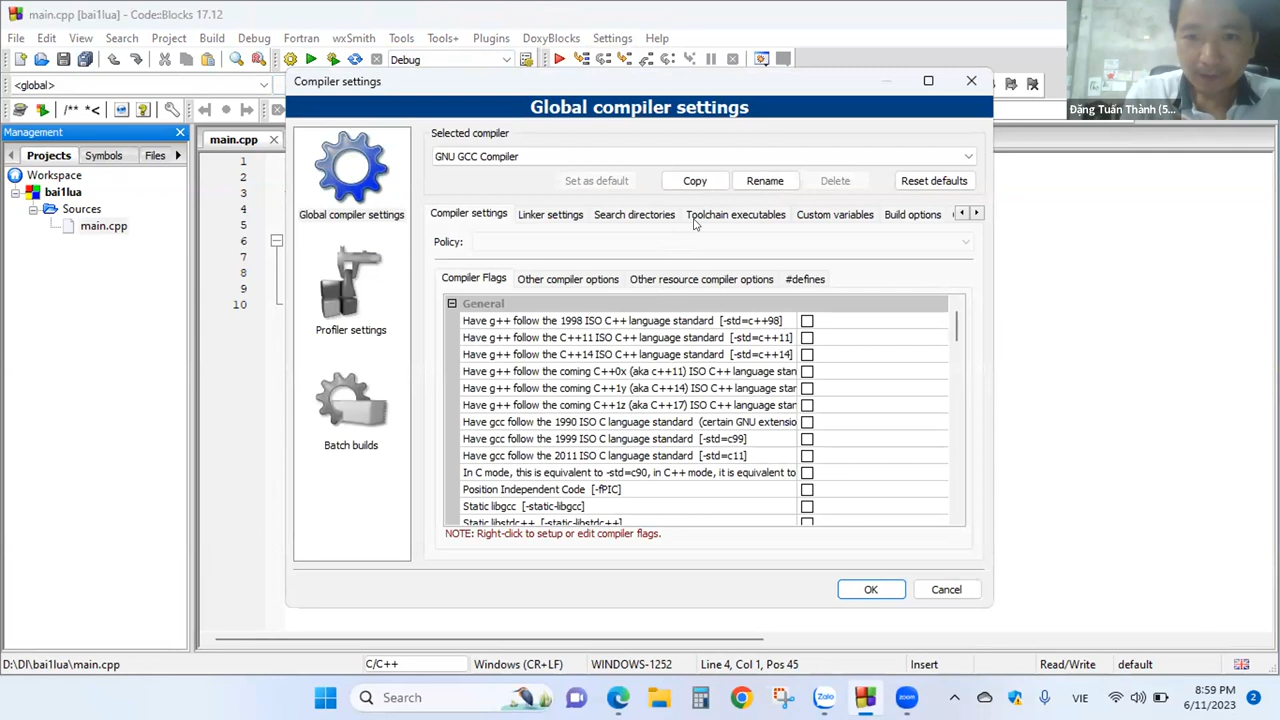 main.cpp [bai1lua] - Code::Blocks 17.12
File Edit View Search Project Build Debug Fortran wxSmith Tools Tools+ Plugins DoxyBlocks Settings Help
Debug
<global>
/** *<
Compiler settings
Global compiler settings
Đặng Tuấn Thành (5...
Management
Projects Symbols Files
Workspace
bai1lua
Sources
main.cpp
main.cpp
1
2
3
4
5
6
7
8
9
10
Global compiler settings
Profiler settings
Batch builds
Selected compiler
GNU GCC Compiler
Set as default Copy Rename Delete Reset defaults
Compiler settings Linker settings Search directories Toolchain executables Custom variables Build options
Policy:
Compiler Flags Other compiler options Other resource compiler options #defines
General
Have g++ follow the 1998 ISO C++ language standard [-std=c++98]
Have g++ follow the C++11 ISO C++ language standard [-std=c++11]
Have g++ follow the C++14 ISO C++ language standard [-std=c++14]
Have g++ follow the coming C++0x (aka c++11) ISO C++ language stan
Have g++ follow the coming C++1y (aka C++14) ISO C++ language stan
Have g++ follow the coming C++1z (aka C++17) ISO C++ language stan
Have gcc follow the 1990 ISO C language standard (certain GNU extensio
Have gcc follow the 1999 ISO C language standard [-std=c99]
Have gcc follow the 2011 ISO C language standard [-std=c11]
In C mode, this is equivalent to -std=c90, in C++ mode, it is equivalent to
Position Independent Code [-fPIC]
Static libgcc [-static-libgcc]
Static libstdc++ [-static-libstdc++]
NOTE: Right-click to setup or edit compiler flags.
OK Cancel
D:\DI\bai1lua\main.cpp C/C++ Windows (CR+LF) WINDOWS-1252 Line 4, Col 1, Pos 45 Insert Read/Write default
Search
Zalo
zoom
VIE
8:59 PM
6/11/2023
2